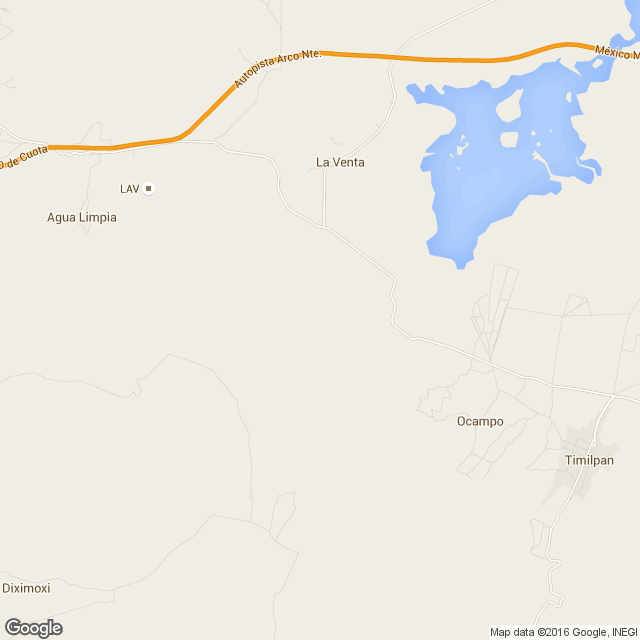 México M
Autopista Arco Nte.
O de Cuota
La Venta
LAV
Agua Limpia
Ocampo
Timilpan
Diximoxi
Google
Map data ©2016 Google, INEGI